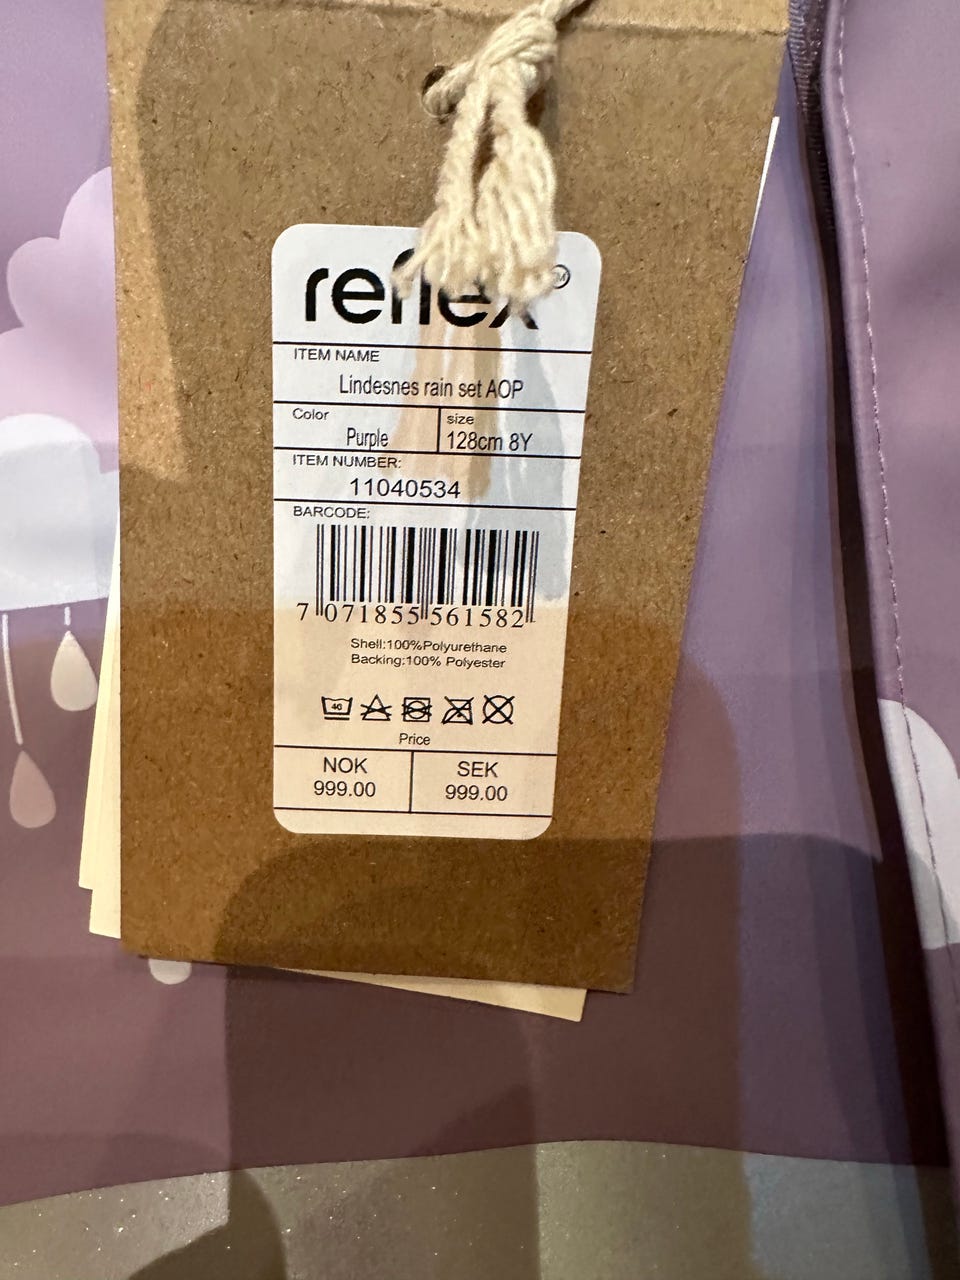 reflex
ITEM NAME
Lindesnes rain set AOP
Color
Purple
size
128cm 8Y
ITEM NUMBER:
11040534
BARCODE:
7 071855 561582
Shell:100%Polyurethane
Backing:100% Polyester
40
Price
NOK
999.00
SEK
999.00